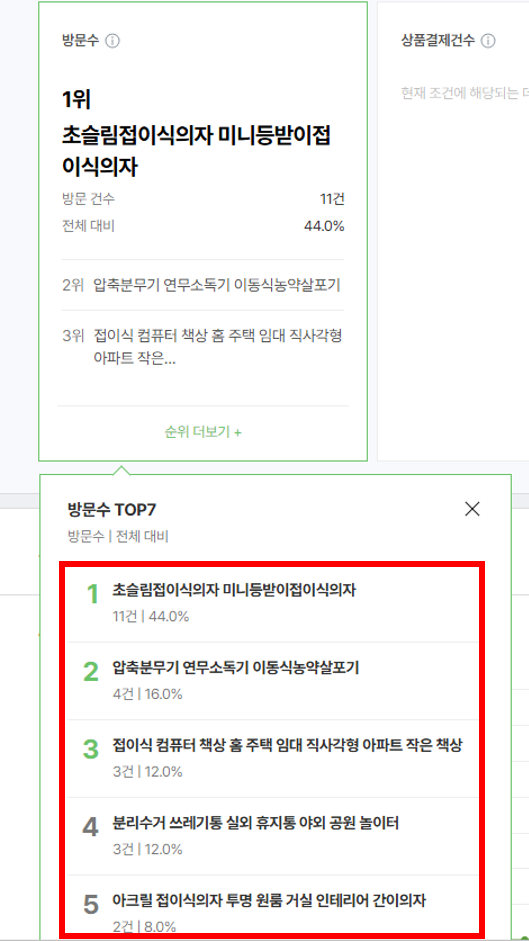 방문수
상품결제건수
현재 조건에 해당되는
1위
초슬림접이식의자 미니등받이접
이식의자
방문 건수 11건
전체 대비 44.0%
2위 압축분무기 연무소독기 이동식농약살포기
3위 접이식 컴퓨터 책상 홈 주택 임대 직사각형
아파트 작은...
순위 더보기 +
방문수 TOP7
방문수 | 전체 대비
1 초슬림접이식의자 미니등받이접이식의자
11건 | 44.0%
2 압축분무기 연무소독기 이동식농약살포기
4건 | 16.0%
3 접이식 컴퓨터 책상 홈 주택 임대 직사각형 아파트 작은 책상
3건 | 12.0%
4 분리수거 쓰레기통 실외 휴지통 야외 공원 놀이터
3건 | 12.0%
5 아크릴 접이식의자 투명 원룸 거실 인테리어 간이의자
2건 | 8.0%